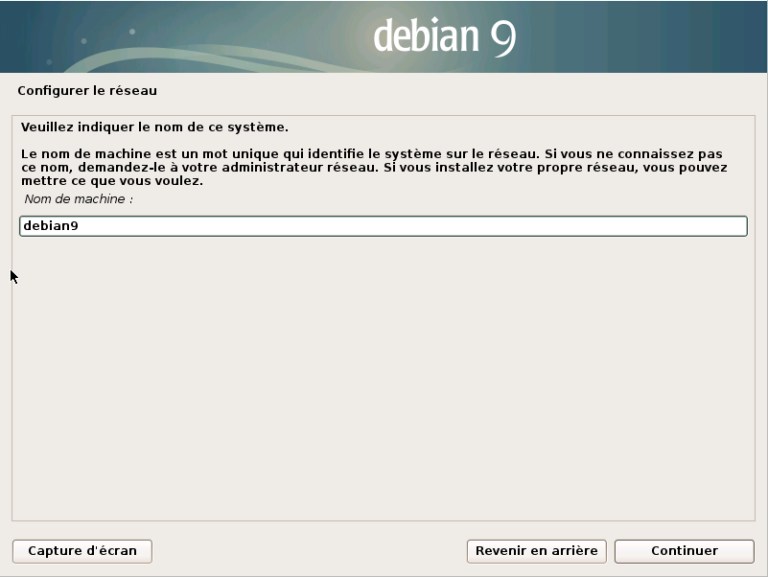 debian 9
Configurer le réseau
Veuillez indiquer le nom de ce système.
Le nom de machine est un mot unique qui identifie le système sur le réseau. Si vous ne connaissez pas
ce nom, demandez-le à votre administrateur réseau. Si vous installez votre propre réseau, vous pouvez
mettre ce que vous voulez.
Nom de machine :
debian9
Capture d'écran
Revenir en arrière
Continuer